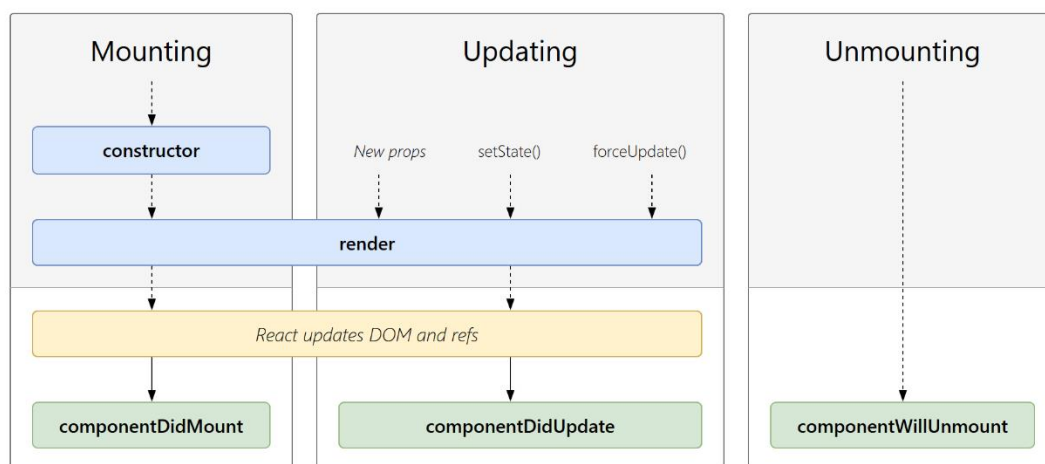 Mounting
Updating
Unmounting
constructor
New props
setState()
forceUpdate()
render
React updates DOM and refs
componentDidMount
componentDidUpdate
componentWillUnmount